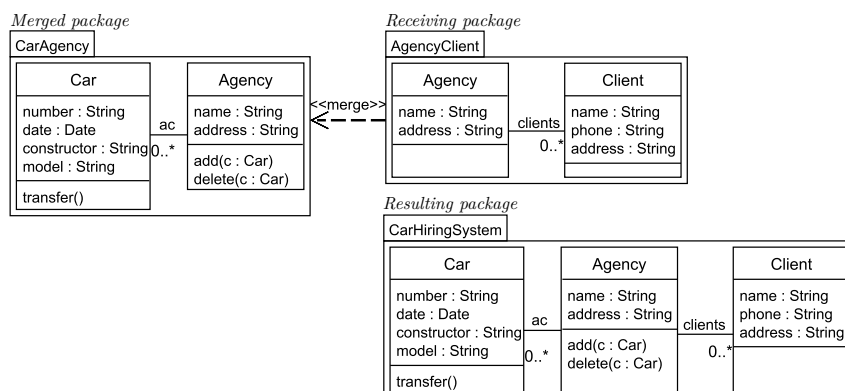 Merged package
CarAgency
Car
number : String
date : Date
constructor : String
model : String
transfer()
ac
0..*
Agency
name : String
address : String
add(c : Car)
delete(c : Car)
<<merge>>
Receiving package
AgencyClient
Agency
name : String
address : String
clients
0..*
Client
name : String
phone : String
address : String
Resulting package
CarHiringSystem
Car
number : String
date : Date
constructor : String
model : String
transfer()
ac
0..*
Agency
name : String
address : String
add(c : Car)
delete(c : Car)
clients
0..*
Client
name : String
phone : String
address : String